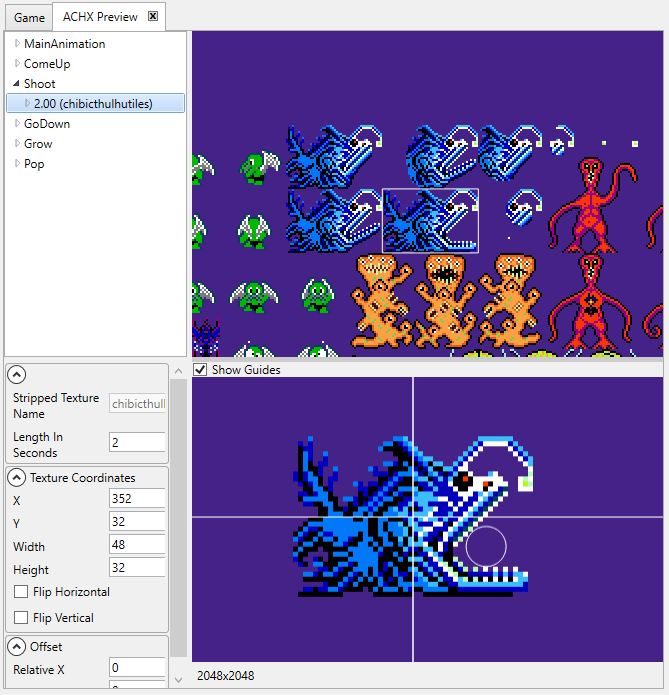 Game
ACHX Preview
MainAnimation
ComeUp
Shoot
2.00 (chibicthulhutiles)
GoDown
Grow
Pop
Show Guides
Stripped Texture
Name
chibicthull
Length In
Seconds
2
Texture Coordinates
X
352
Y
32
Width
48
Height
32
Flip Horizontal
Flip Vertical
Offset
Relative X
0
2048x2048